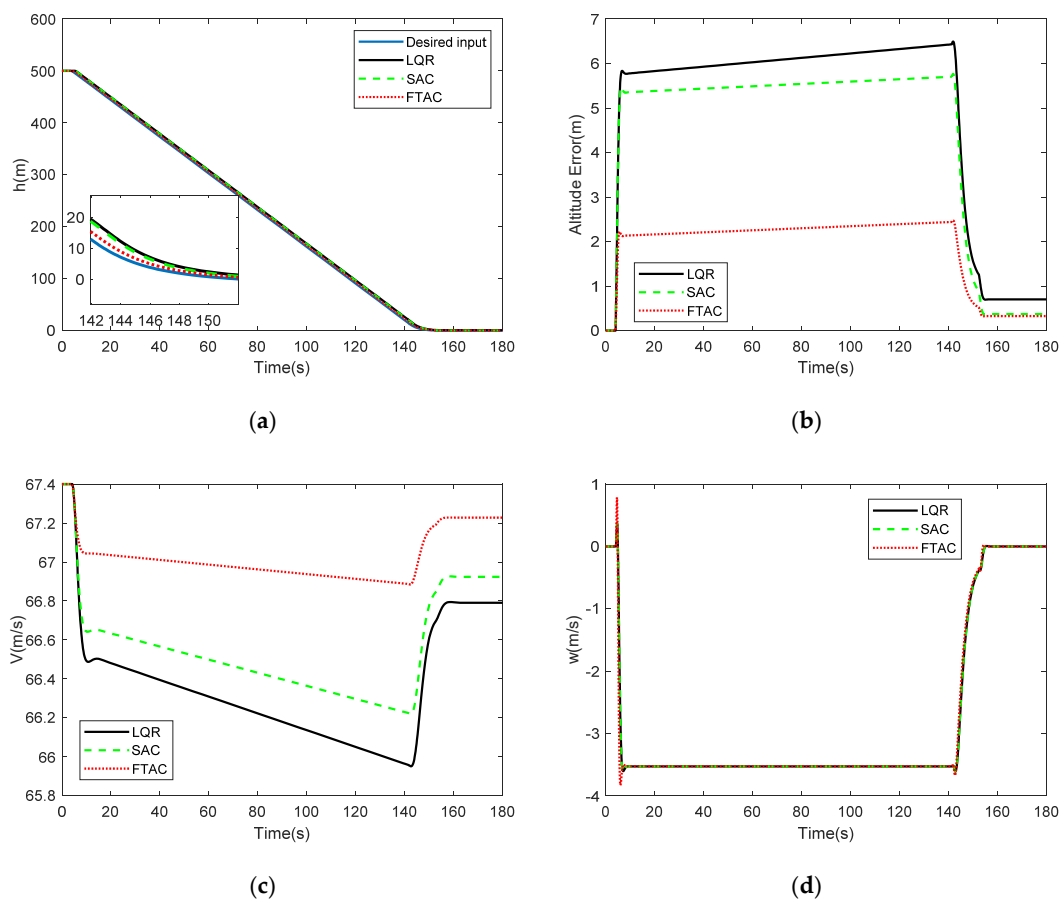 600
500
400
300
200
100
0
h(m)
Desired input
LQR
SAC
FTAC
20
10
0
142 144 146 148 150
0 20 40 60 80 100 120 140 160 180
Time(s)
(a)
7
6
5
4
3
2
1
0
Altitude Error(m)
LQR
SAC
FTAC
0 20 40 60 80 100 120 140 160 180
Time(s)
(b)
67.4
67.2
67
66.8
66.6
66.4
66.2
66
65.8
V(m/s)
LQR
SAC
FTAC
0 20 40 60 80 100 120 140 160 180
Time(s)
(c)
1
0
-1
-2
-3
-4
w(m/s)
LQR
SAC
FTAC
0 20 40 60 80 100 120 140 160 180
Time(s)
(d)